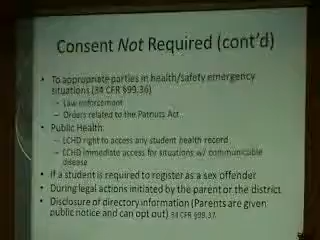 Consent Not Required (cont'd)
• To appropriate parties in health/safety emergency
situations (34 CFR §99.36)
– Law enforcement
– Orders related to the Patriots Act
• Public Health:
– LCHD right to access any student health record
– LCHD immediate access for situations w/ communicable
disease
• If a student is required to register as a sex offender
• During legal actions initiated by the parent or the district
• Disclosure of directory information (Parents are given
public notice and can opt out) 34 CFR §99.37